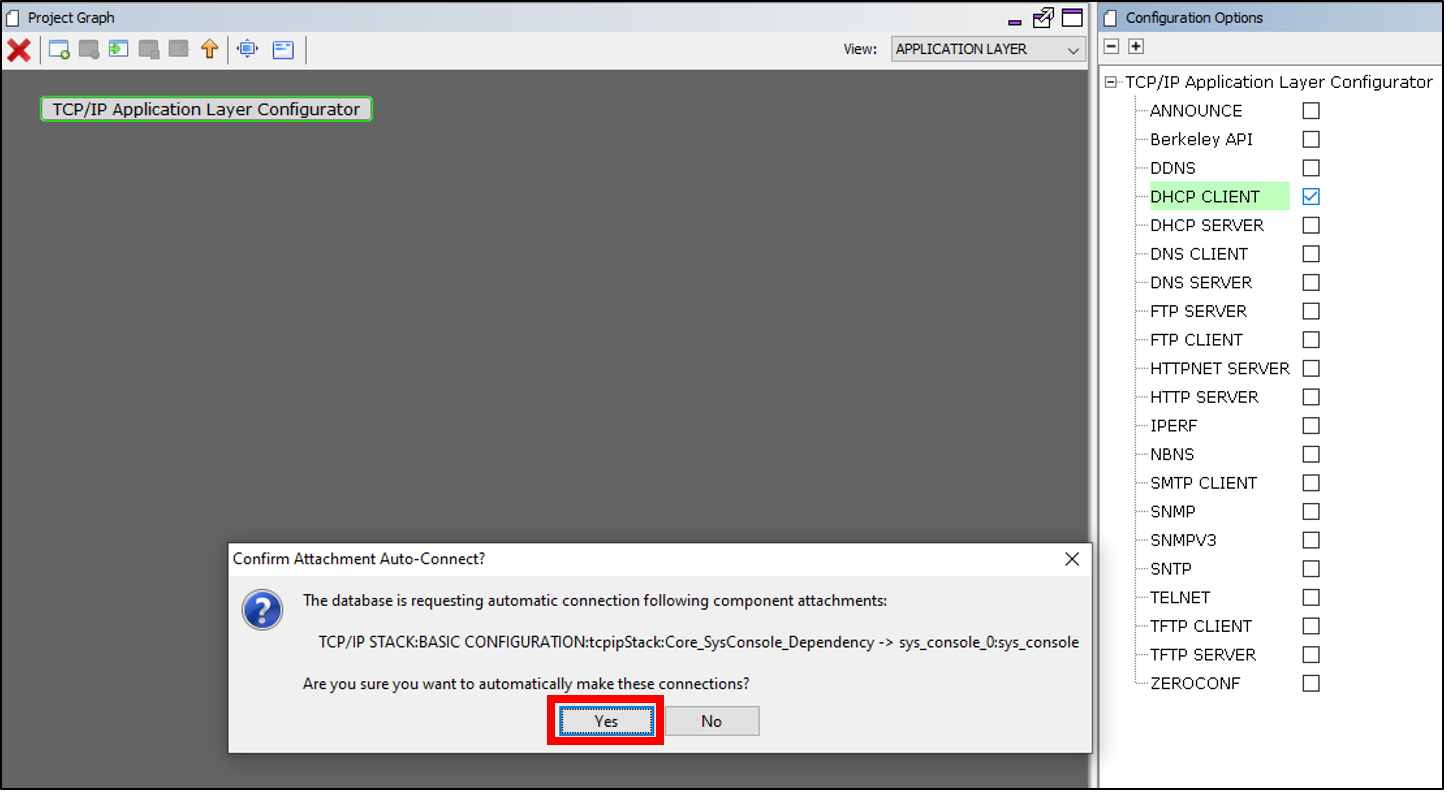 Project Graph
View: APPLICATION LAYER
TCP/IP Application Layer Configurator
Configuration Options
TCP/IP Application Layer Configurator
ANNOUNCE
Berkeley API
DDNS
DHCP CLIENT
DHCP SERVER
DNS CLIENT
DNS SERVER
FTP SERVER
FTP CLIENT
HTTPNET SERVER
HTTP SERVER
IPERF
NBNS
SMTP CLIENT
SNMP
SNMPV3
SNTP
TELNET
TFTP CLIENT
TFTP SERVER
ZEROCONF
Confirm Attachment Auto-Connect?
The database is requesting automatic connection following component attachments:
TCP/IP STACK:BASIC CONFIGURATION:tcpipStack:Core_SysConsole_Dependency -> sys_console_0:sys_console
Are you sure you want to automatically make these connections?
Yes No